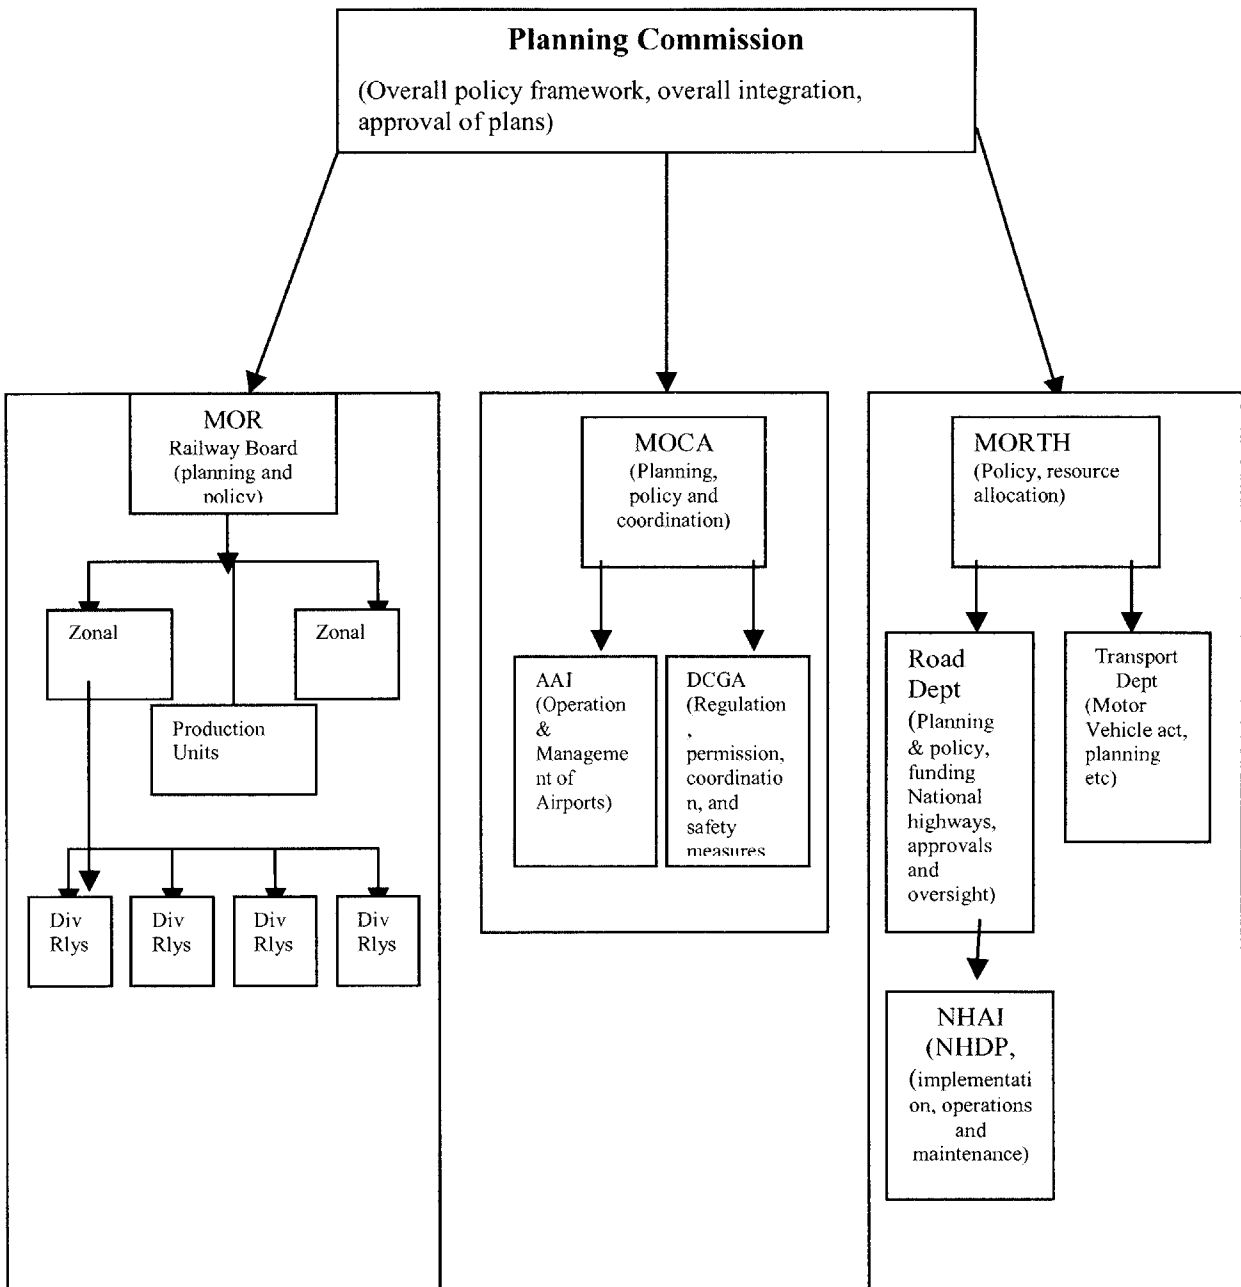 Planning Commission
(Overall policy framework, overall integration,
approval of plans)
MOR
Railway Board
(planning and
policy)
Zonal
Zonal
Production
Units
Div
Rlys
Div
Rlys
Div
Rlys
Div
Rlys
MOCA
(Planning,
policy and
coordination)
AAI
(Operation
&
Manageme
nt of
Airports)
DCGA
(Regulation
,
permission,
coordinatio
n, and
safety
measures
MORTH
(Policy, resource
allocation)
Road
Dept
(Planning
& policy,
funding
National
highways,
approvals
and
oversight)
Transport
Dept
(Motor
Vehicle act,
planning
etc)
NHAI
(NHDP,
(implementati
on, operations
and
maintenance)